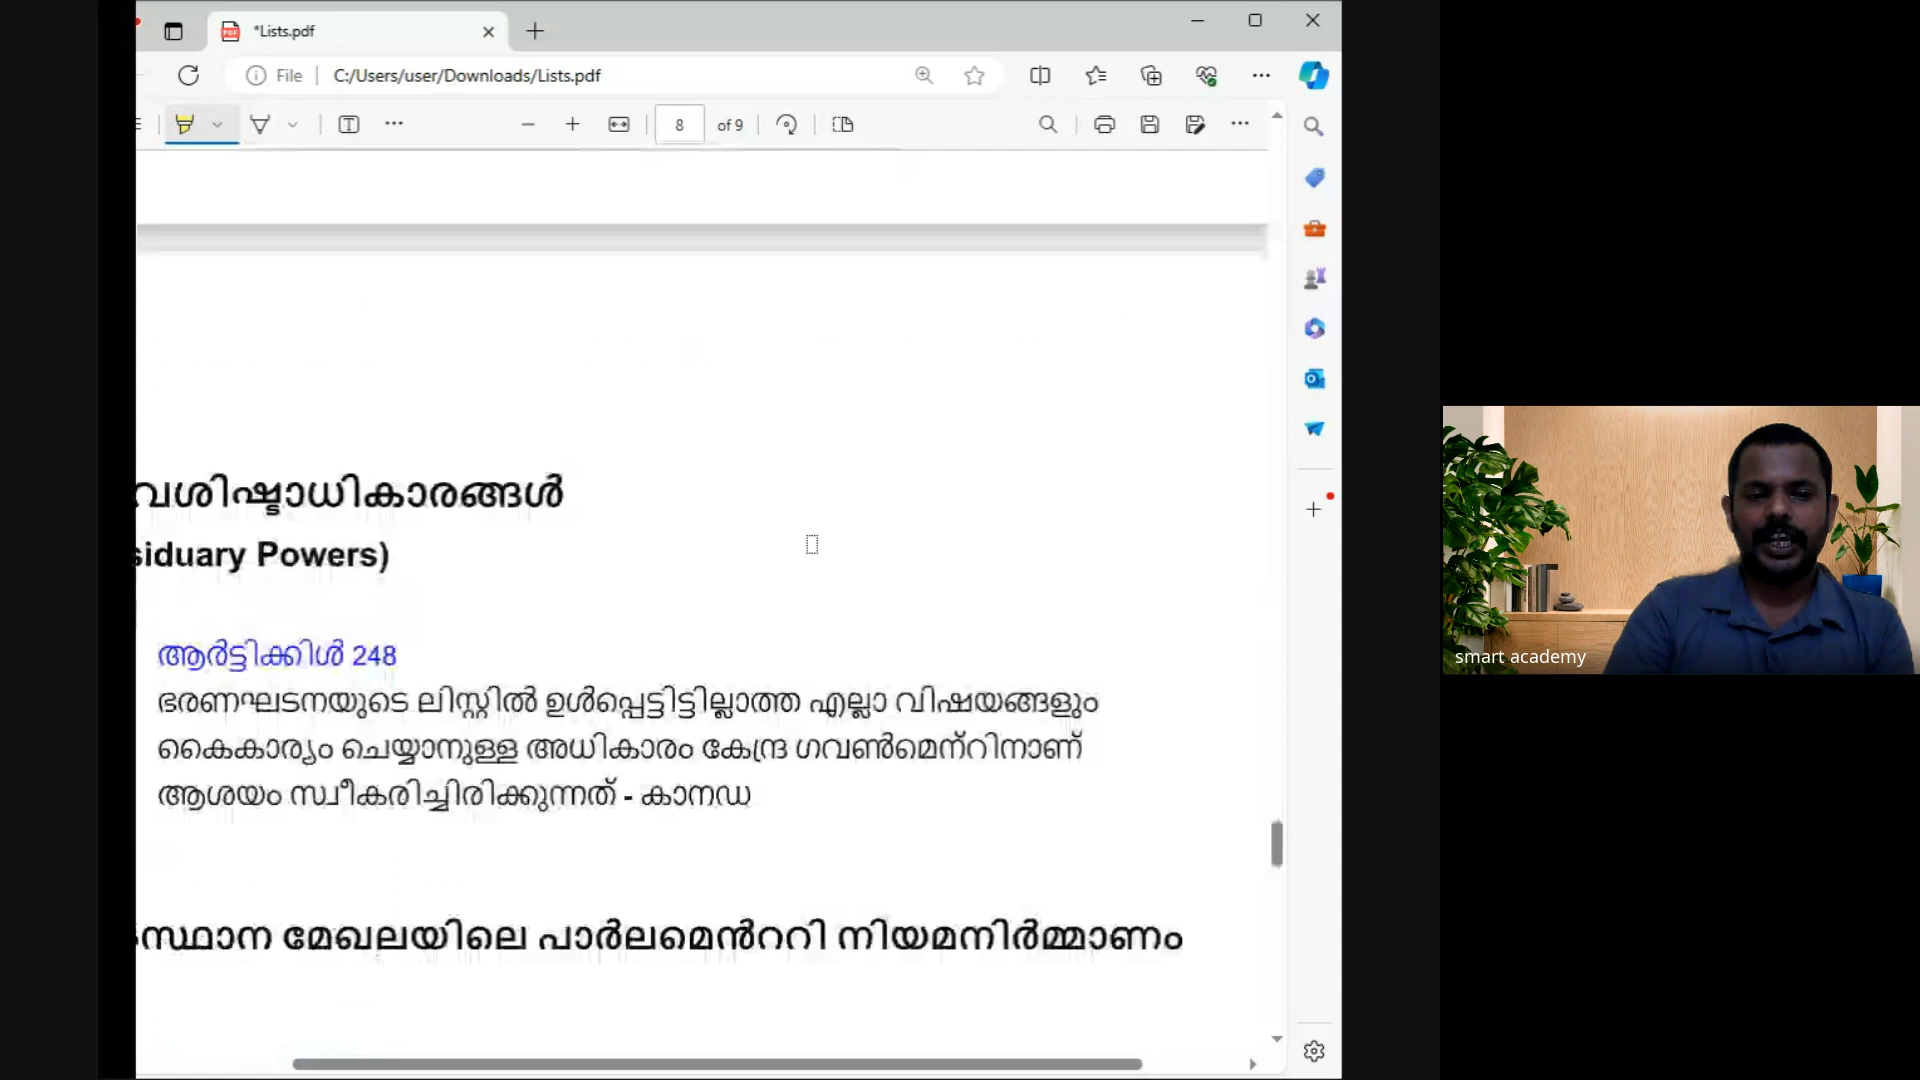 *Lists.pdf
File
C:/Users/user/Downloads/Lists.pdf
8 of 9
വശിഷ്ടാധികാരങ്ങൾ
siduary Powers)
ആർട്ടിക്കിൾ 248
ഭരണഘടനയുടെ ലിസ്റ്റിൽ ഉൾപ്പെട്ടിട്ടില്ലാത്ത എല്ലാ വിഷയങ്ങളും
കൈകാര്യം ചെയ്യാനുള്ള അധികാരം കേന്ദ്ര ഗവൺമെന്റിനാണ്
ആശയം സ്വീകരിച്ചിരിക്കുന്നത് - കാനഡ
സ്ഥാന മേഖലയിലെ പാർലമെൻററി നിയമനിർമ്മാണം
smart academy